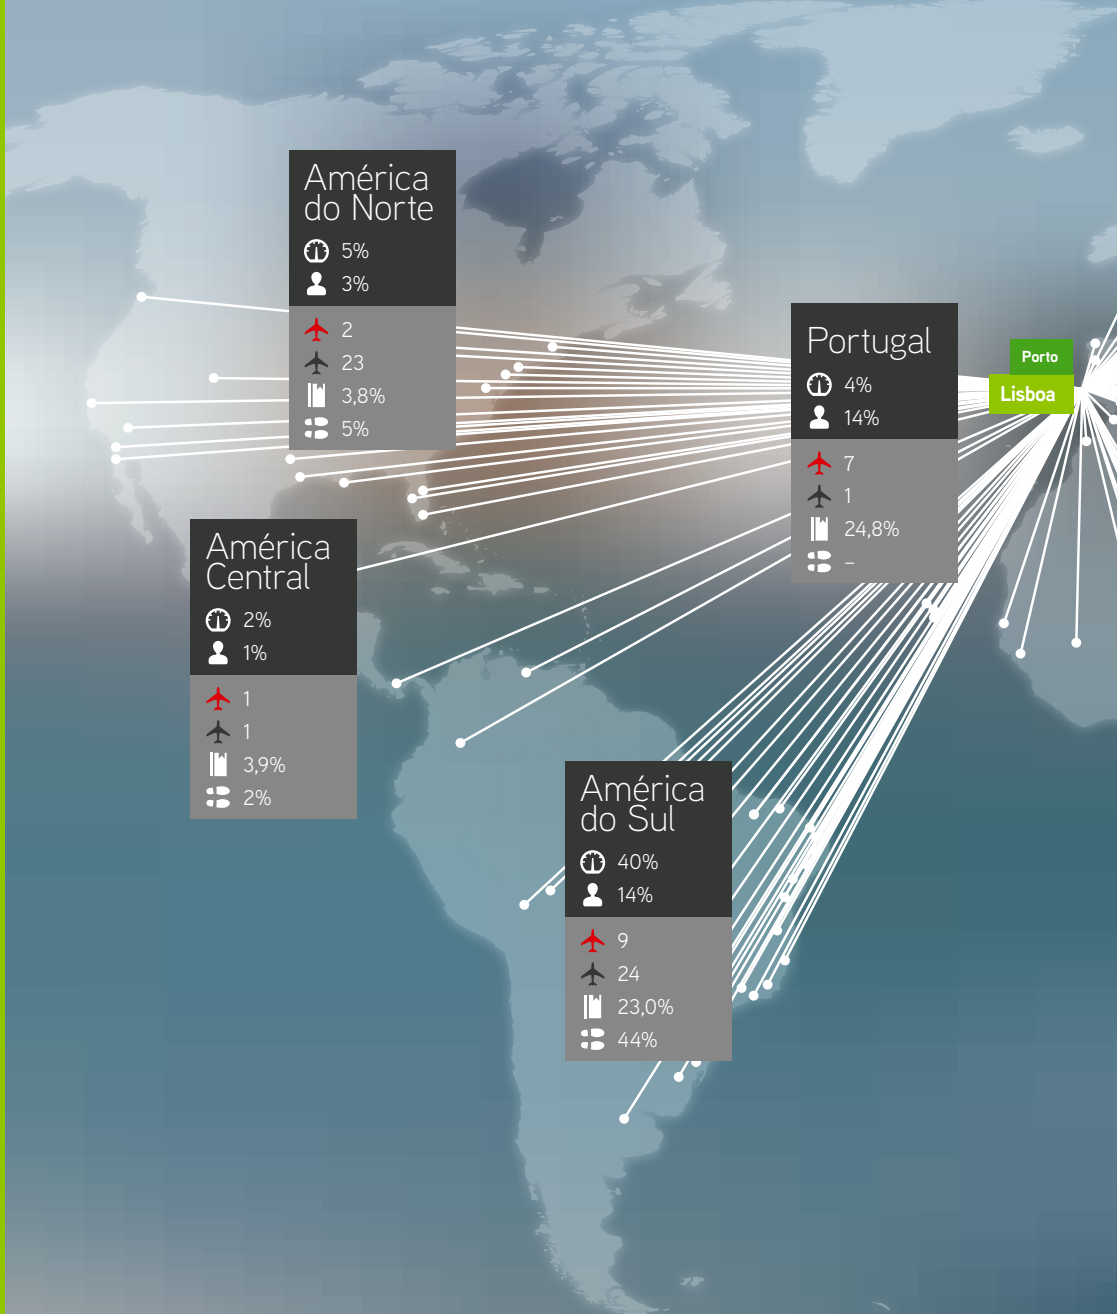 América
do Norte
5%
3%
2
23
3,8%
5%
Portugal
4%
14%
7
1
24,8%
–
Porto
Lisboa
América
Central
2%
1%
1
1
3,9%
2%
América
do Sul
40%
14%
9
24
23,0%
44%